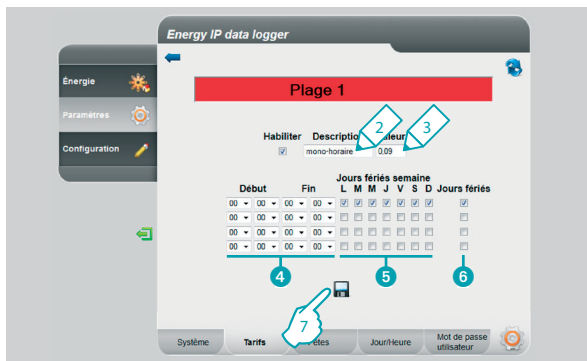 Energy IP data logger
Énergie
Paramètres
Configuration
Plage 1
Habiliter Description
mono-horaire 0.09
2 3
Jours fériés semaine
Début Fin L M M J V S D Jours fériés
00 00 00 00
00 00 00 00
00 00 00 00
00 00 00 00
4 5 6
7
Système Tarifs Jour/Heure Mot de passe
utilisateur